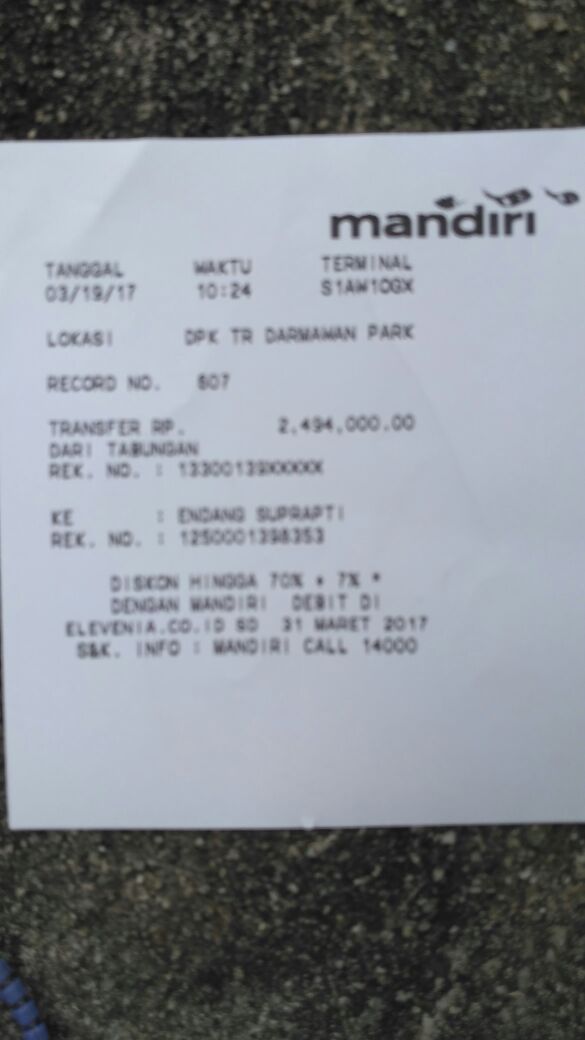 mandiri
TANGGAL WAKTU TERMINAL
03/19/17 10:24 S1AW10GX
LOKASI DPK TR DARMAWAN PARK
RECORD NO. 607
TRANSFER RP. 2,494,000.00
DARI TABUNGAN
REK. NO. : 13300139XXXXX
KE : ENDANG SUPRAPTI
REK. NO. : 1250001398353
DISKON HINGGA 70% + 7% *
DENGAN MANDIRI DEBIT DI
ELEVENIA.CO.ID SD 31 MARET 2017
S&K. INFO : MANDIRI CALL 14000